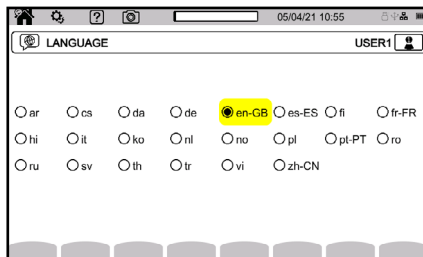 ? 05/04/21 10:55
LANGUAGE USER1
ar cs da de en-GB es-ES fi fr-FR
hi it ko nl no pl pt-PT ro
ru sv th tr vi zh-CN